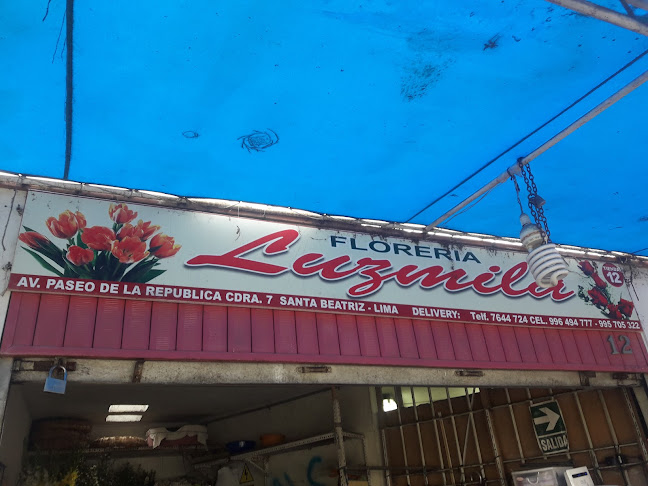 FLORERIA
Luzmila
TIENDA
12
AV. PASEO DE LA REPUBLICA CDRA. 7 SANTA BEATRIZ - LIMA DELIVERY: Telf. 7644 724 CEL. 996 494 777 - 995 705 322
12
SALIDA